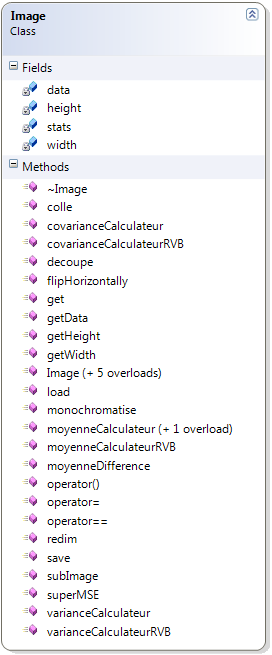 Image
Class
Fields
data
height
stats
width
Methods
~Image
colle
covarianceCalculateur
covarianceCalculateurRVB
decoupe
flipHorizontally
get
getData
getHeight
getWidth
Image (+ 5 overloads)
load
monochromatise
moyenneCalculateur (+ 1 overload)
moyenneCalculateurRVB
moyenneDifference
operator()
operator=
operator==
redim
save
subImage
superMSE
varianceCalculateur
varianceCalculateurRVB